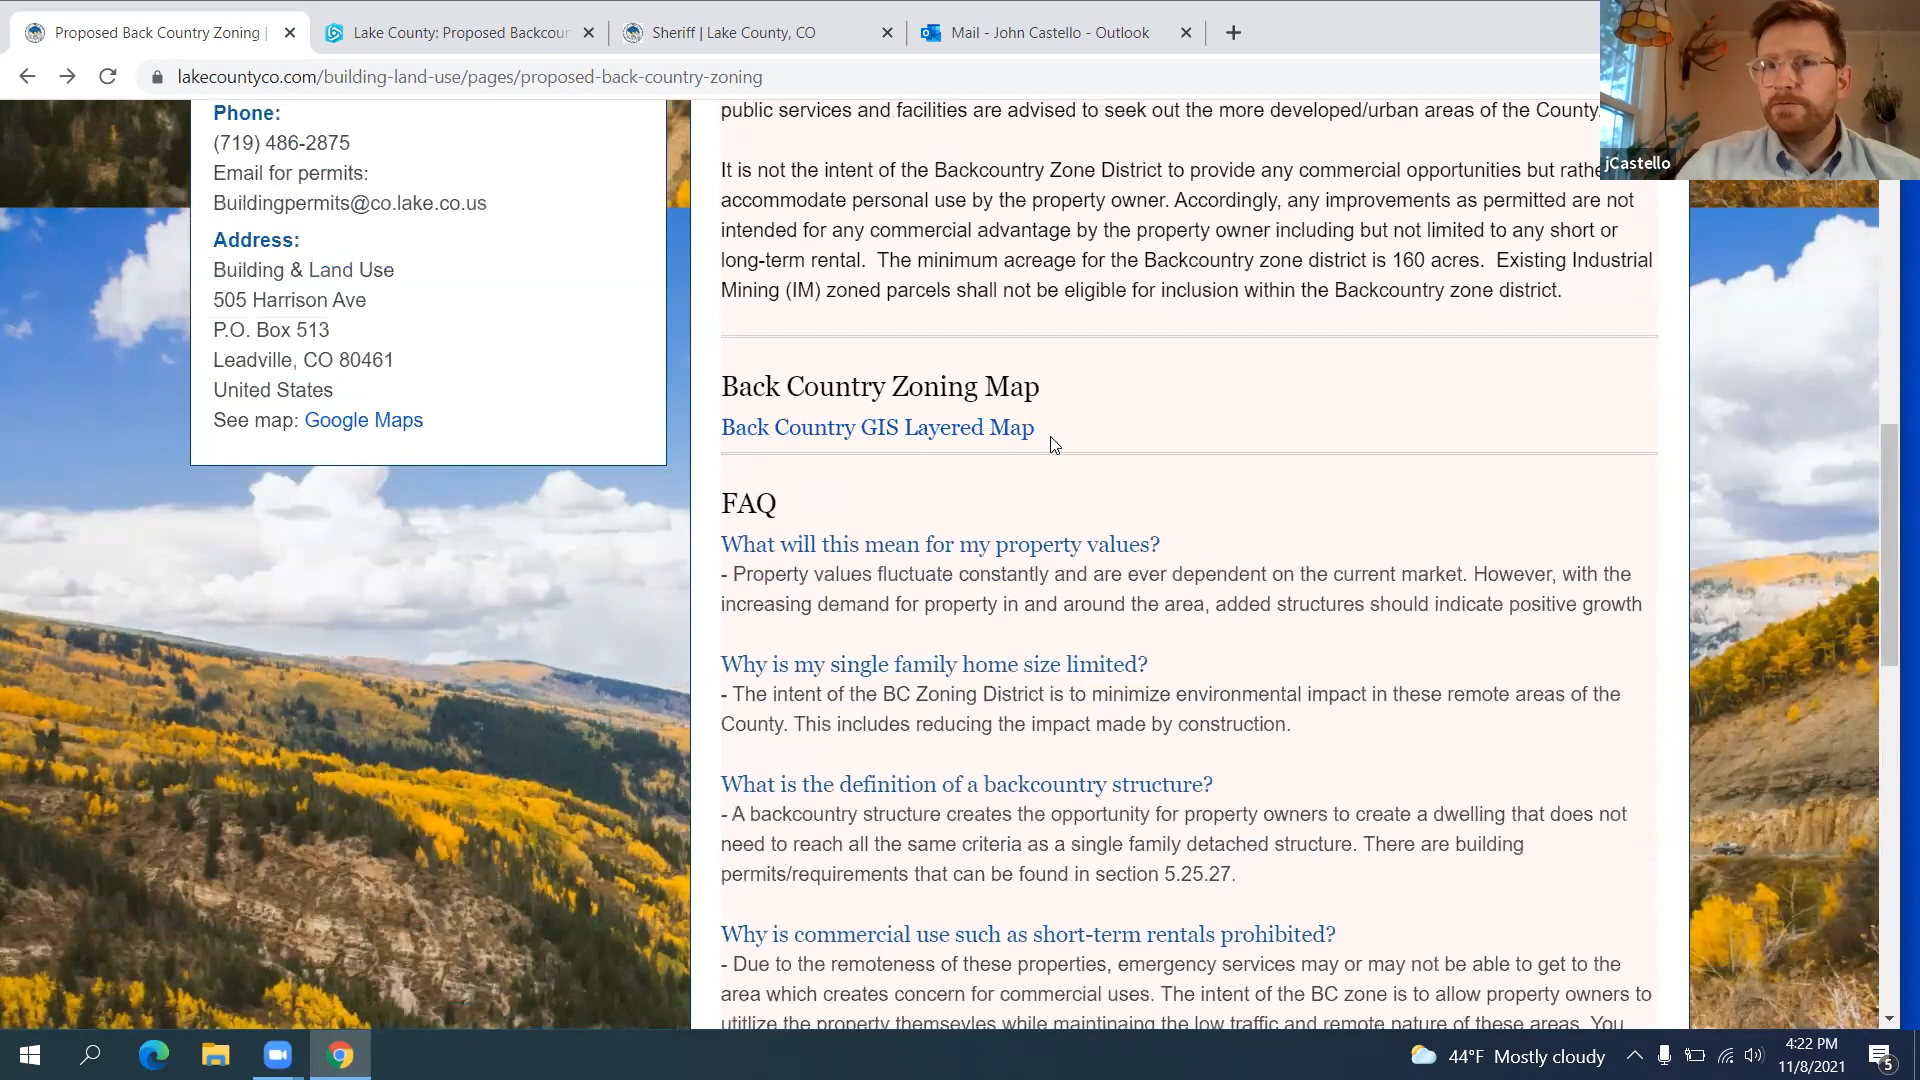 Proposed Back Country Zoning |
Lake County: Proposed Backcour
Sheriff | Lake County, CO
Mail - John Castello - Outlook
lakecountyco.com/building-land-use/pages/proposed-back-country-zoning
jCastello
Phone:
(719) 486-2875
Email for permits:
Buildingpermits@co.lake.co.us
Address:
Building & Land Use
505 Harrison Ave
P.O. Box 513
Leadville, CO 80461
United States
See map: Google Maps
public services and facilities are advised to seek out the more developed/urban areas of the County.
It is not the intent of the Backcountry Zone District to provide any commercial opportunities but rathe
accommodate personal use by the property owner. Accordingly, any improvements as permitted are not
intended for any commercial advantage by the property owner including but not limited to any short or
long-term rental. The minimum acreage for the Backcountry zone district is 160 acres. Existing Industrial
Mining (IM) zoned parcels shall not be eligible for inclusion within the Backcountry zone district.
Back Country Zoning Map
Back Country GIS Layered Map
FAQ
What will this mean for my property values?
- Property values fluctuate constantly and are ever dependent on the current market. However, with the
increasing demand for property in and around the area, added structures should indicate positive growth
Why is my single family home size limited?
- The intent of the BC Zoning District is to minimize environmental impact in these remote areas of the
County. This includes reducing the impact made by construction.
What is the definition of a backcountry structure?
- A backcountry structure creates the opportunity for property owners to create a dwelling that does not
need to reach all the same criteria as a single family detached structure. There are building
permits/requirements that can be found in section 5.25.27.
Why is commercial use such as short-term rentals prohibited?
- Due to the remoteness of these properties, emergency services may or may not be able to get to the
area which creates concern for commercial uses. The intent of the BC zone is to allow property owners to
utitlize the property themseyles while maintinaing the low traffic and remote nature of these areas. You
44°F Mostly cloudy
4:22 PM
11/8/2021
5